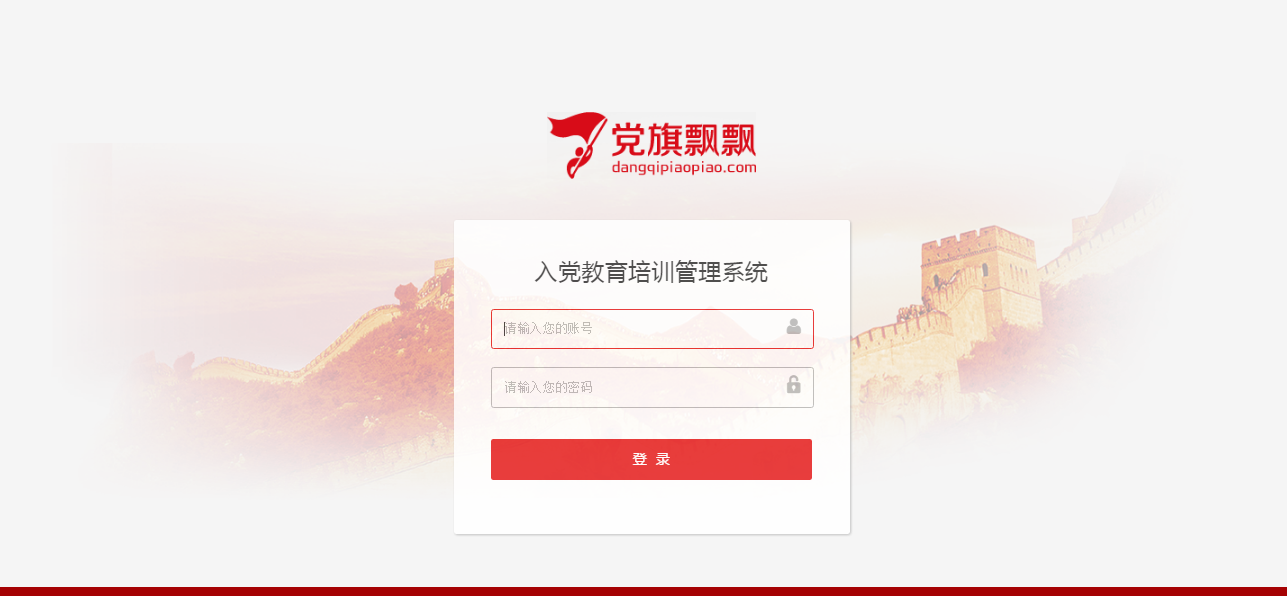 党旗飘飘
dangqipiaopiao.com
入党教育培训管理系统
请输入您的账号
请输入您的密码
登 录